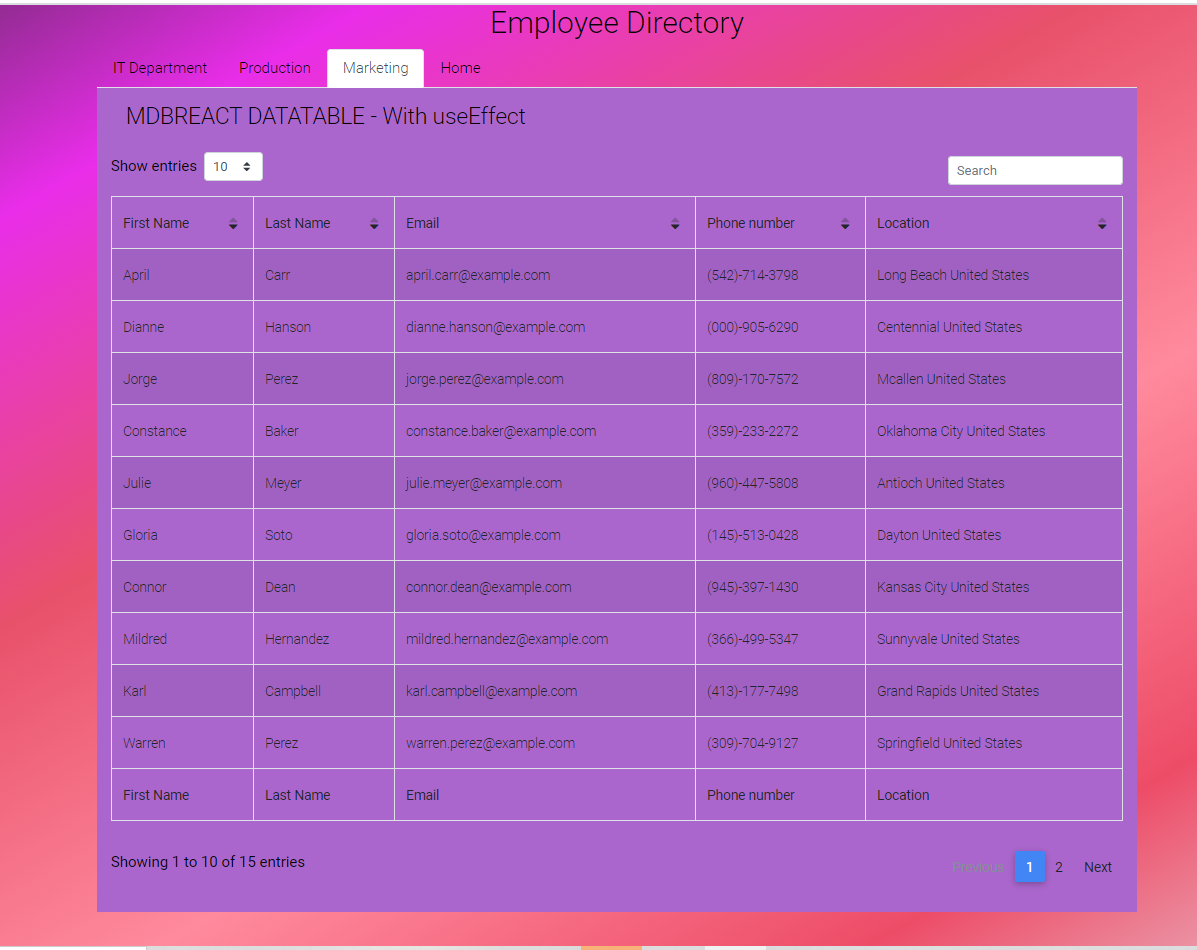 Employee Directory
IT Department Production Marketing Home
MDBREACT DATATABLE - With useEffect
Show entries 10
Search
First Name Last Name Email Phone number Location
April Carr april.carr@example.com (542)-714-3798 Long Beach United States
Dianne Hanson dianne.hanson@example.com (000)-905-6290 Centennial United States
Jorge Perez jorge.perez@example.com (809)-170-7572 Mcallen United States
Constance Baker constance.baker@example.com (359)-233-2272 Oklahoma City United States
Julie Meyer julie.meyer@example.com (960)-447-5808 Antioch United States
Gloria Soto gloria.soto@example.com (145)-513-0428 Dayton United States
Connor Dean connor.dean@example.com (945)-397-1430 Kansas City United States
Mildred Hernandez mildred.hernandez@example.com (366)-499-5347 Sunnyvale United States
Karl Campbell karl.campbell@example.com (413)-177-7498 Grand Rapids United States
Warren Perez warren.perez@example.com (309)-704-9127 Springfield United States
First Name Last Name Email Phone number Location
Showing 1 to 10 of 15 entries
Previous 1 2 Next